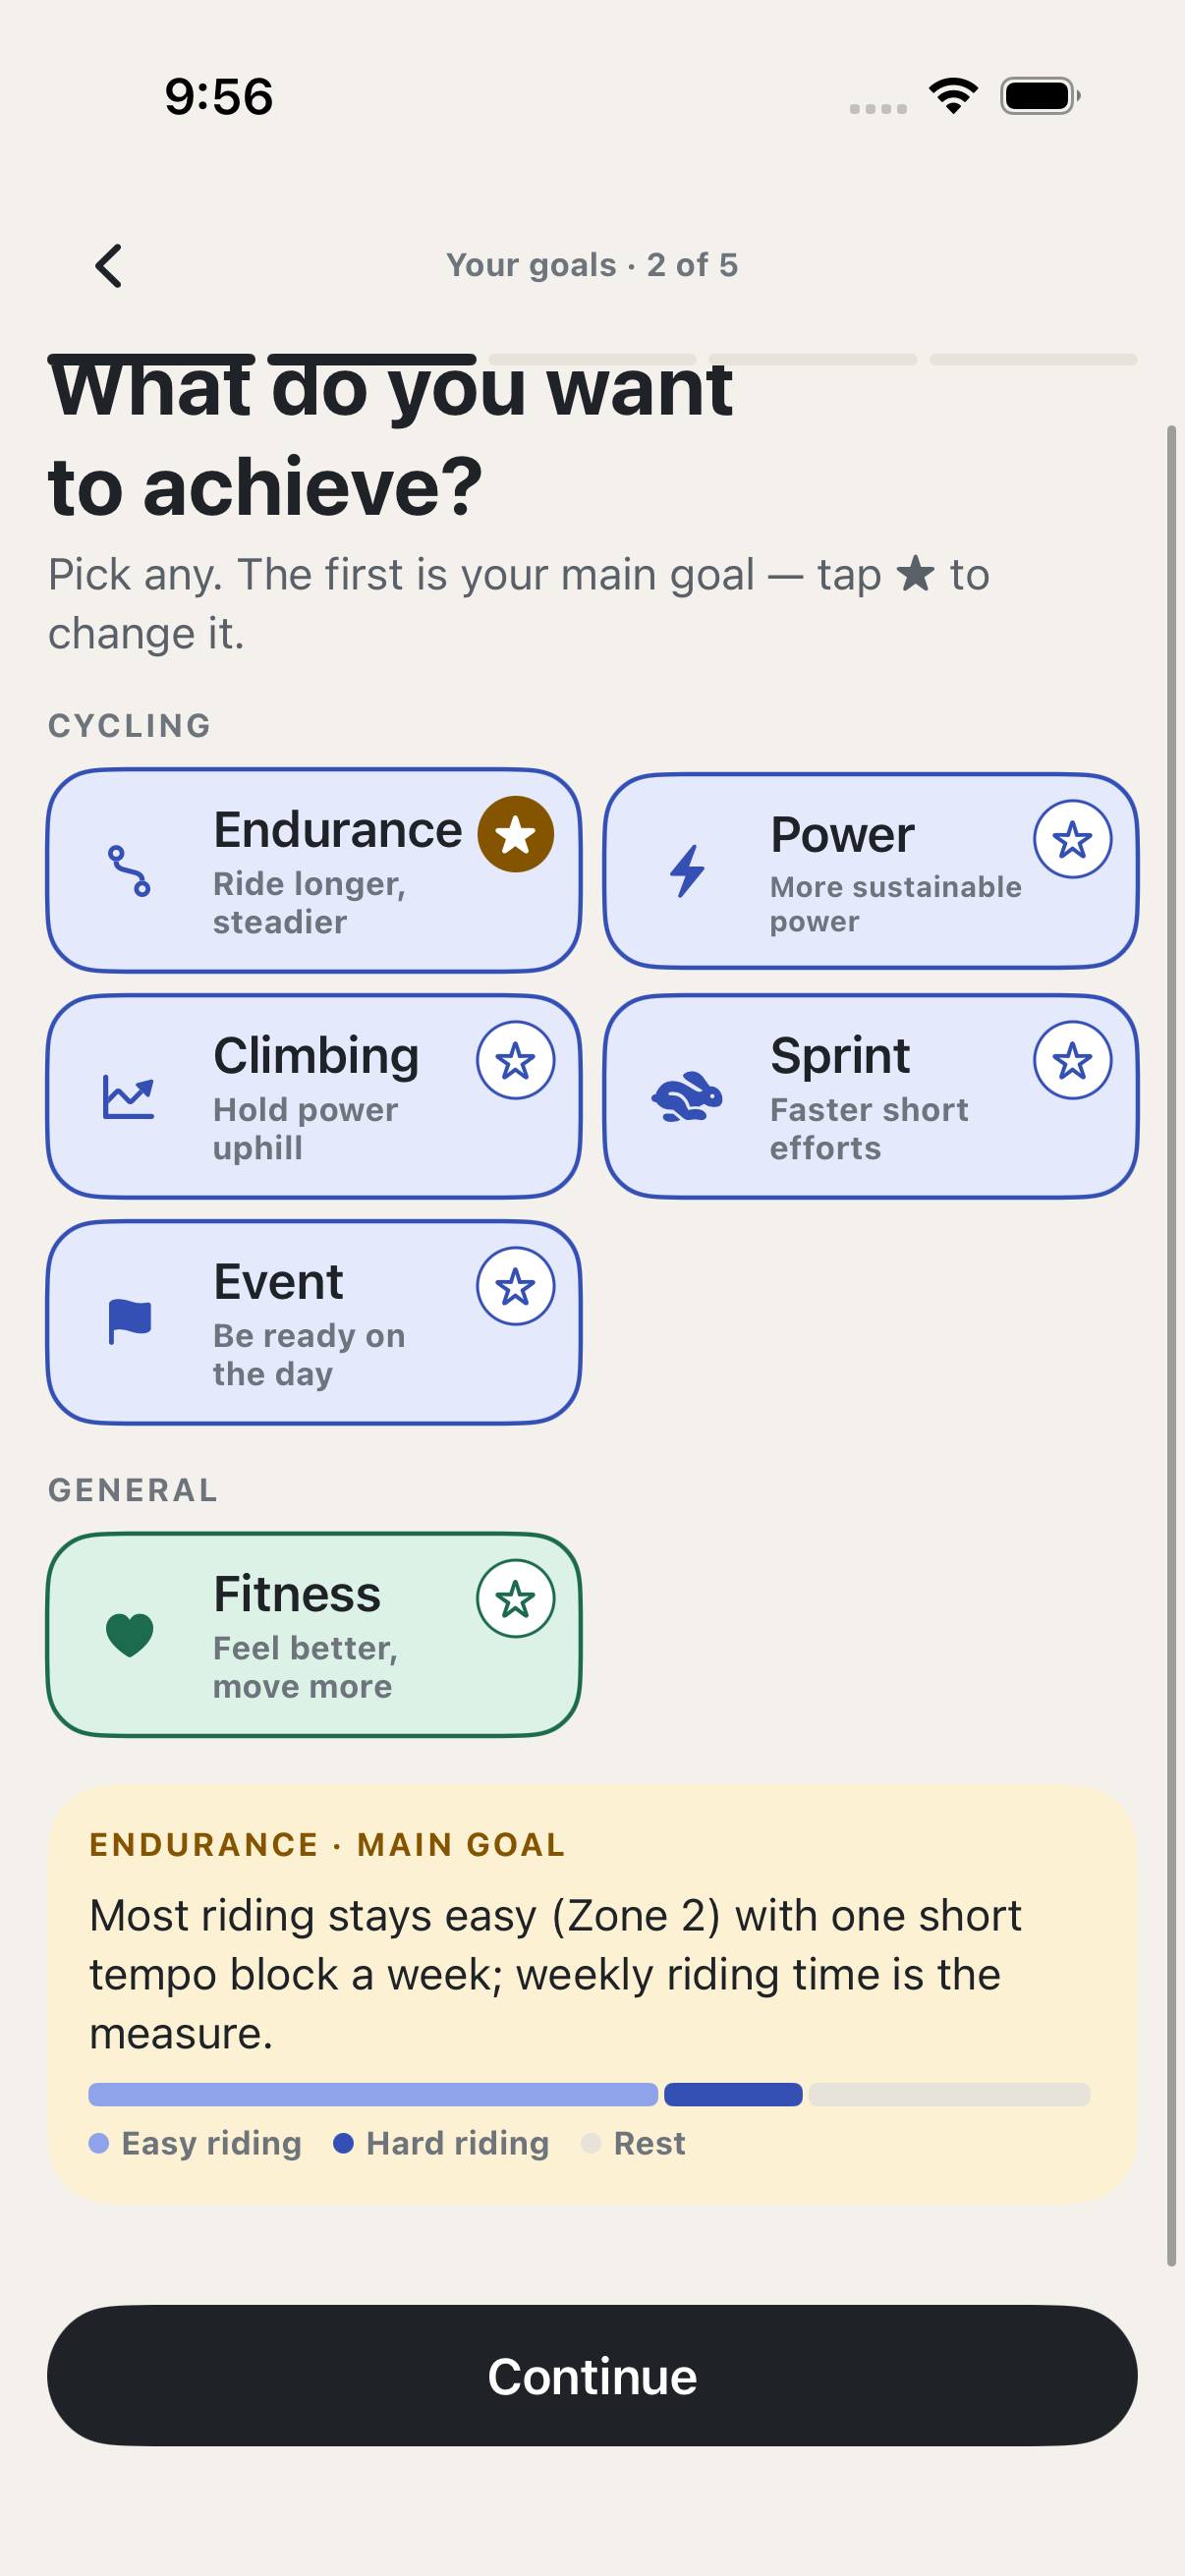 9:56
Your goals · 2 of 5
What do you want
to achieve?
Pick any. The first is your main goal — tap ★ to
change it.
CYCLING
Endurance
Ride longer,
steadier
Power
More sustainable
power
Climbing
Hold power
uphill
Sprint
Faster short
efforts
Event
Be ready on
the day
GENERAL
Fitness
Feel better,
move more
ENDURANCE · MAIN GOAL
Most riding stays easy (Zone 2) with one short
tempo block a week; weekly riding time is the
measure.
Easy riding Hard riding Rest
Continue